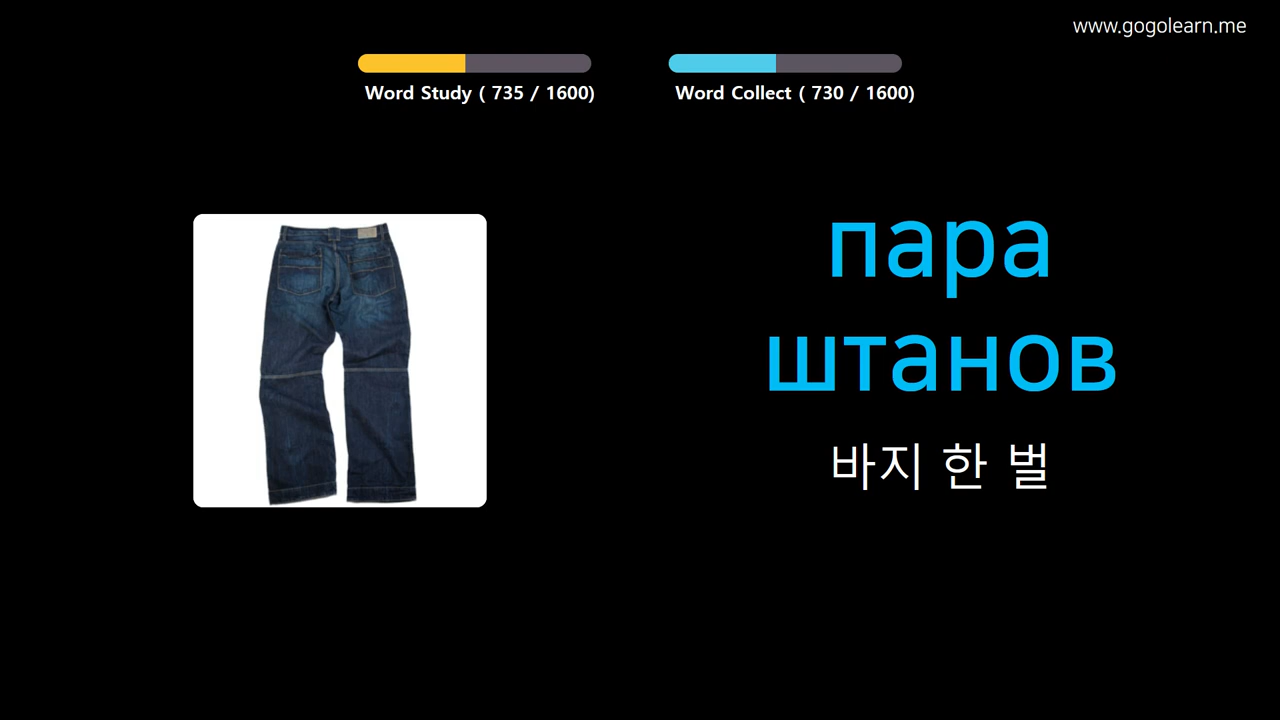 www.gogolearn.me
Word Study ( 735 / 1600)
Word Collect ( 730 / 1600)
пара
штанов
바지 한 벌